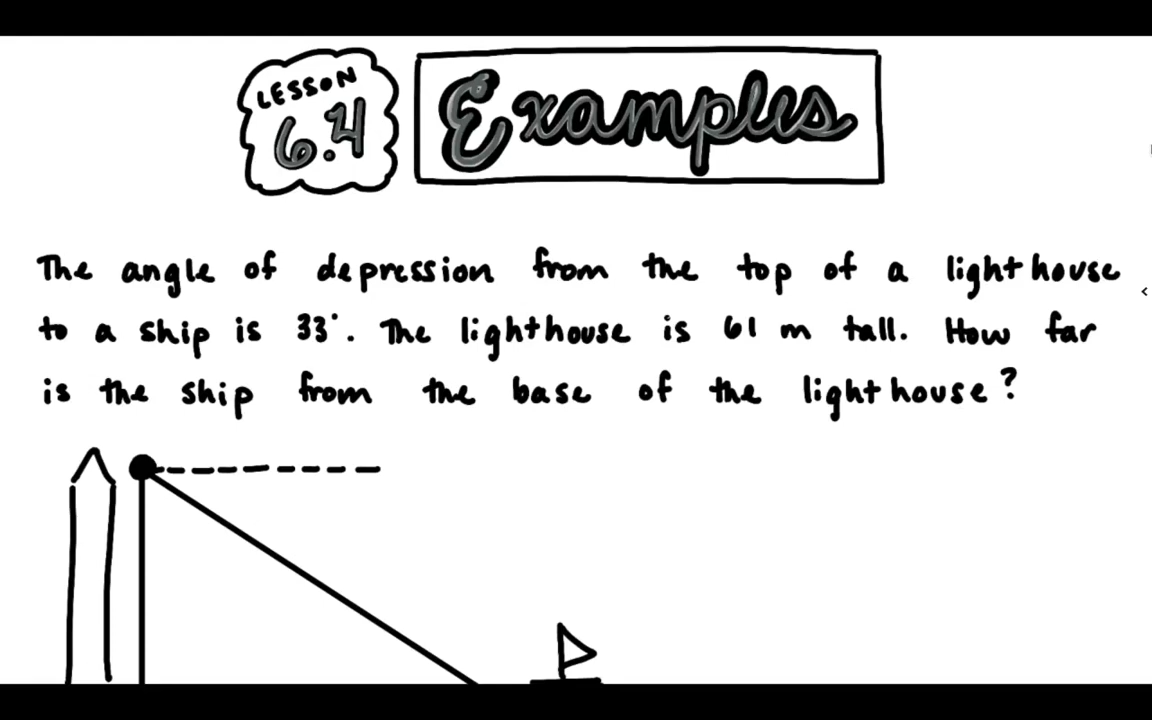 LESSON
6.4
Examples
The angle of depression from the top of a lighthouse
to a ship is 33°. The lighthouse is 61 m tall. How far
is the ship from the base of the lighthouse?